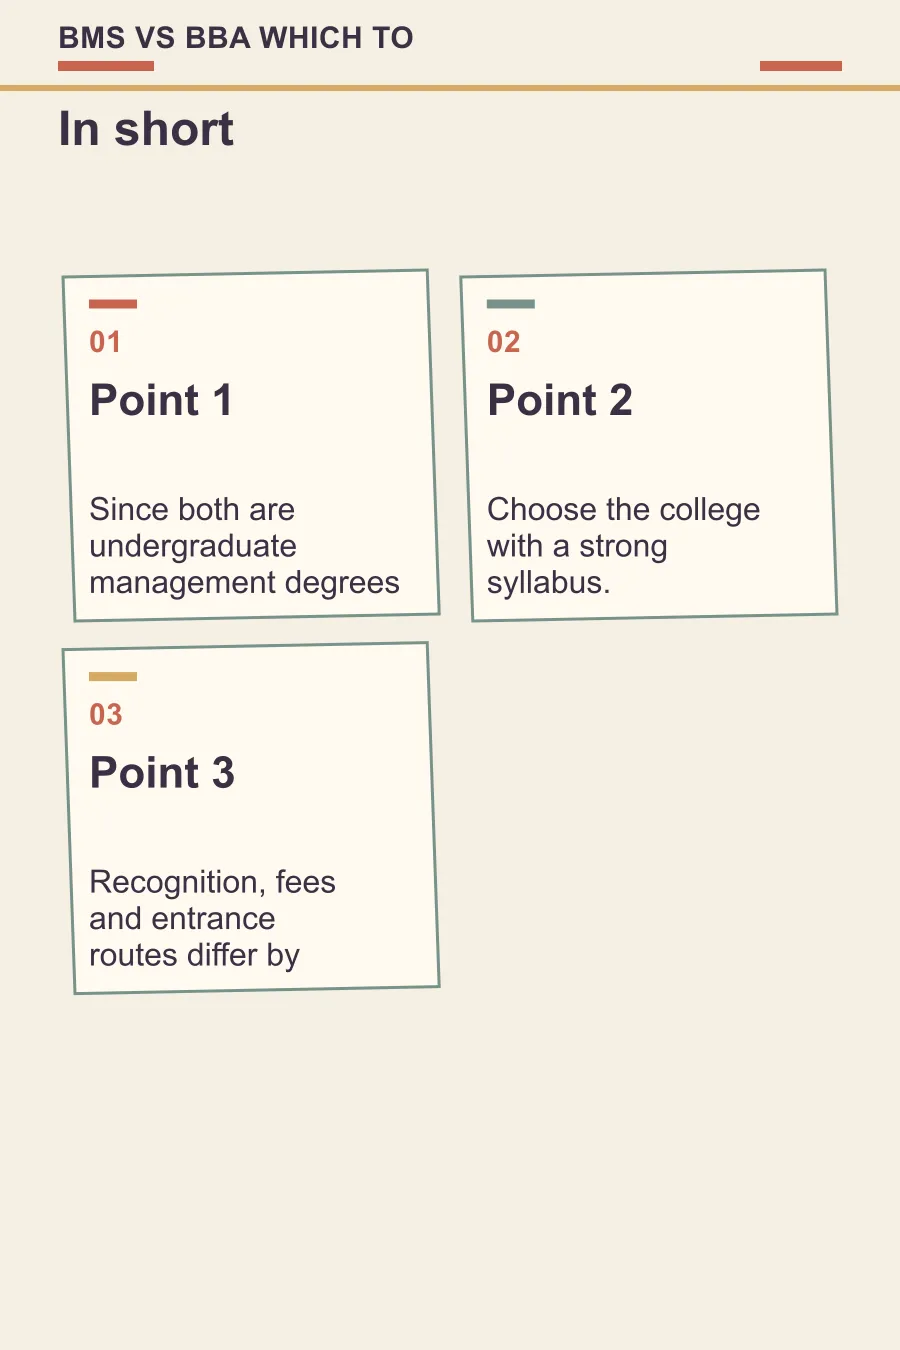 BMS VS BBA WHICH TO
In short
01
Point 1
Since both are
undergraduate
management degrees
02
Point 2
Choose the college
with a strong
syllabus.
03
Point 3
Recognition, fees
and entrance
routes differ by